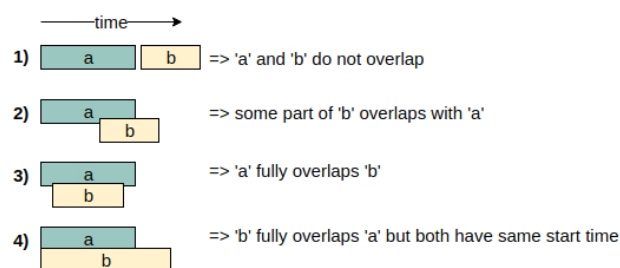 time
1) a b => 'a' and 'b' do not overlap
2) a => some part of 'b' overlaps with 'a'
b
3) a => 'a' fully overlaps 'b'
b
4) a => 'b' fully overlaps 'a' but both have same start time
b